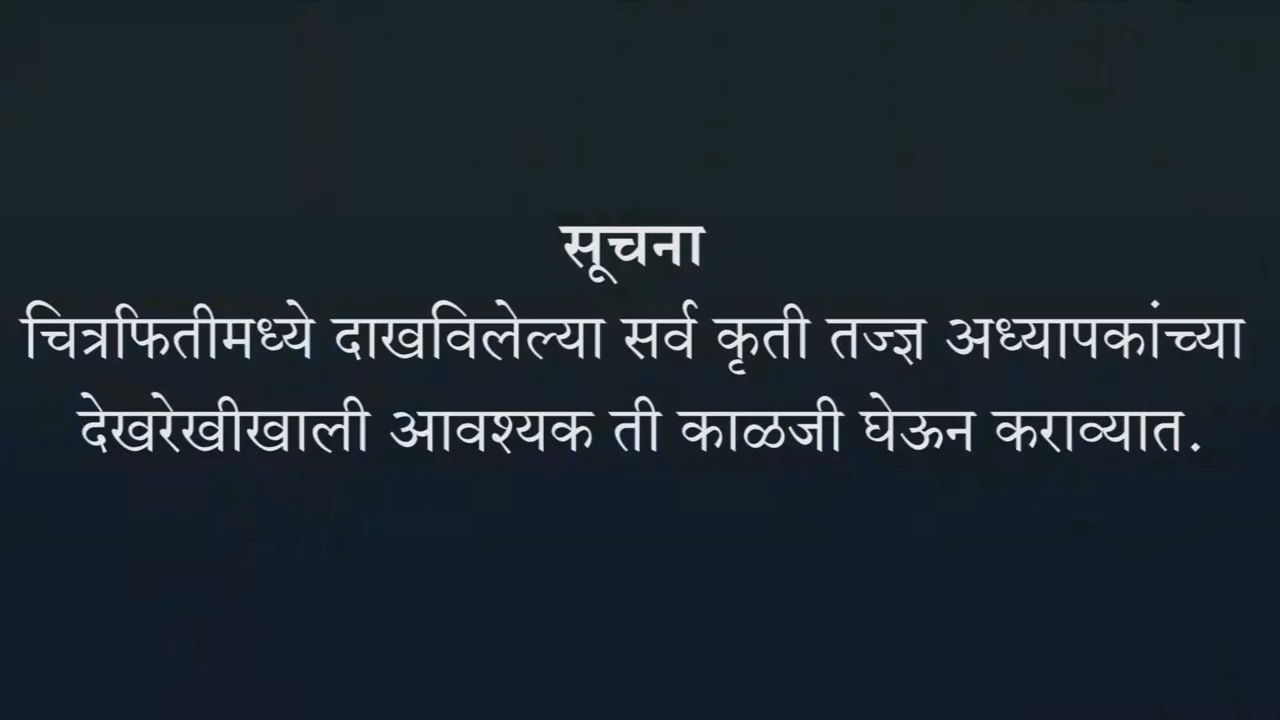 सूचना
चित्रफितीमध्ये दाखविलेल्या सर्व कृती तज्ज्ञ अध्यापकांच्या
देखरेखीखाली आवश्यक ती काळजी घेऊन कराव्यात.